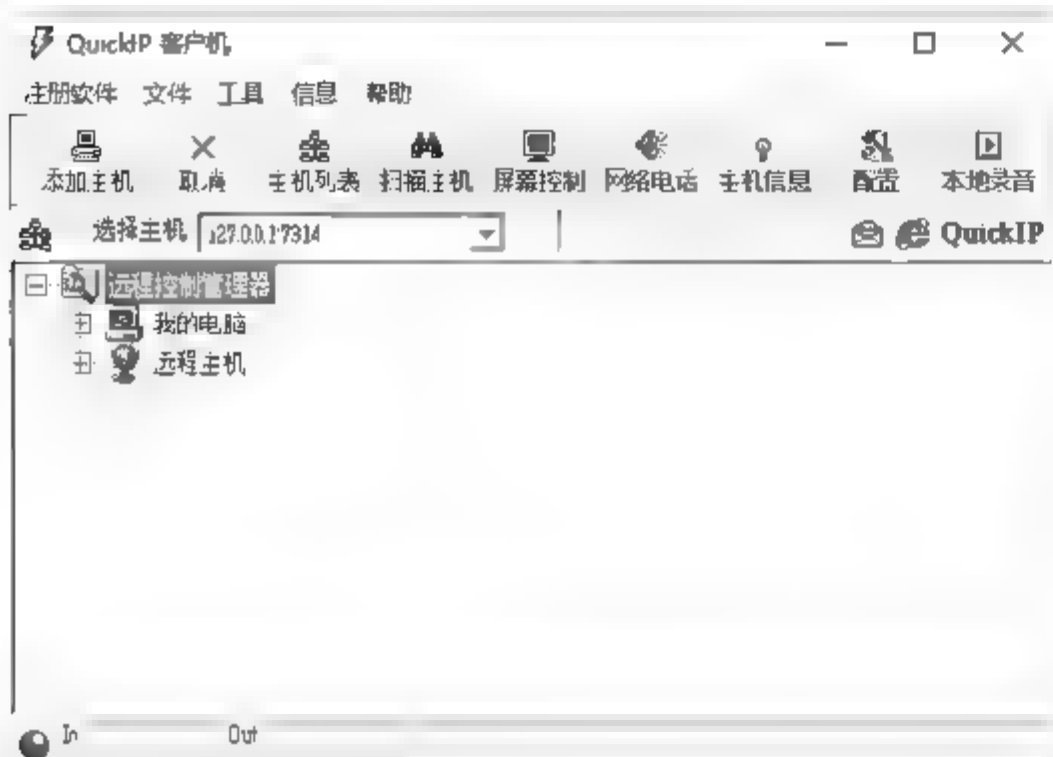 QuickIP 客户机
注册软件 文件 工具 信息 帮助
添加主机 取消 主机列表 扫描主机 屏幕控制 网络电话 主机信息 配置 本地录音
选择主机 127.0.0.1:7314 QuickIP
远程控制管理器
我的电脑
远程主机
In Out